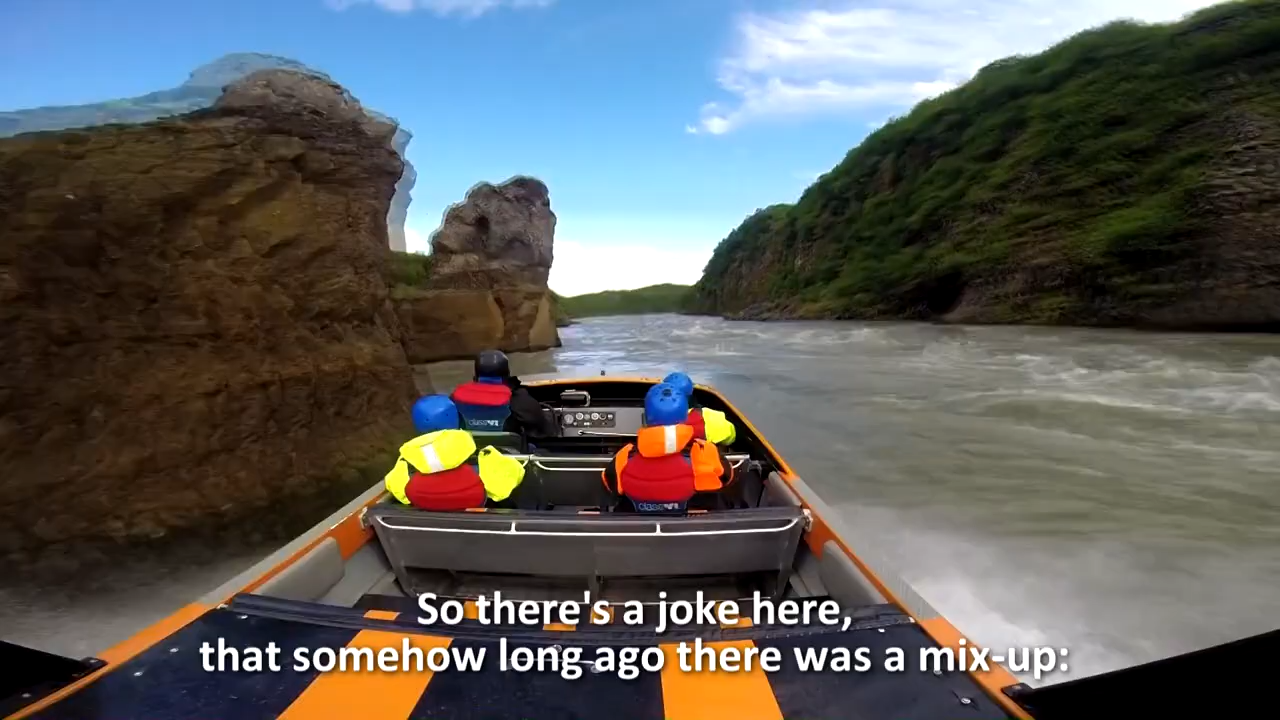 So there's a joke here,
that somehow long ago there was a mix-up: